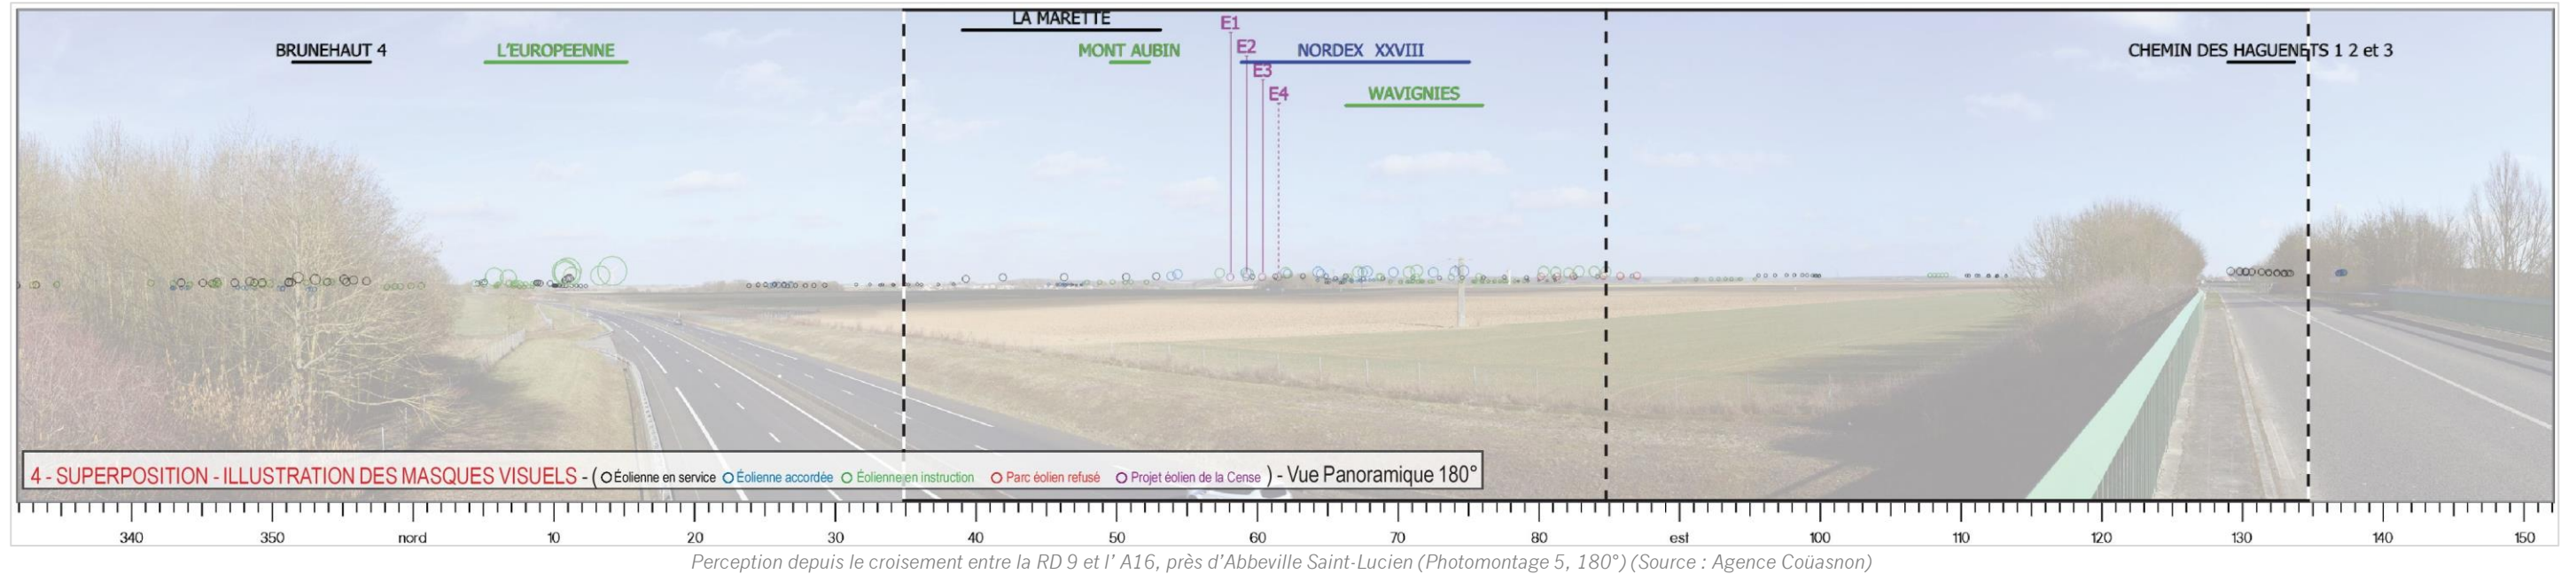 LA MARETTE
E1
BRUNEHAUT 4
L'EUROPEENNE
MONT AUBIN
E2
NORDEX XXVIII
CHEMIN DES HAGUENETS 1 2 et 3
E3
E4
WAVIGNIES
4 - SUPERPOSITION - ILLUSTRATION DES MASQUES VISUELS - ( Éolienne en service Éolienne accordée Éolienne en instruction Parc éolien refusé Projet éolien de la Cense ) - Vue Panoramique 180°
340 350 nord 10 20 30 40 50 60 70 80 est 100 110 120 130 140 150
Perception depuis le croisement entre la RD 9 et l' A16, près d'Abbeville Saint-Lucien (Photomontage 5, 180°) (Source : Agence Coüasnon)